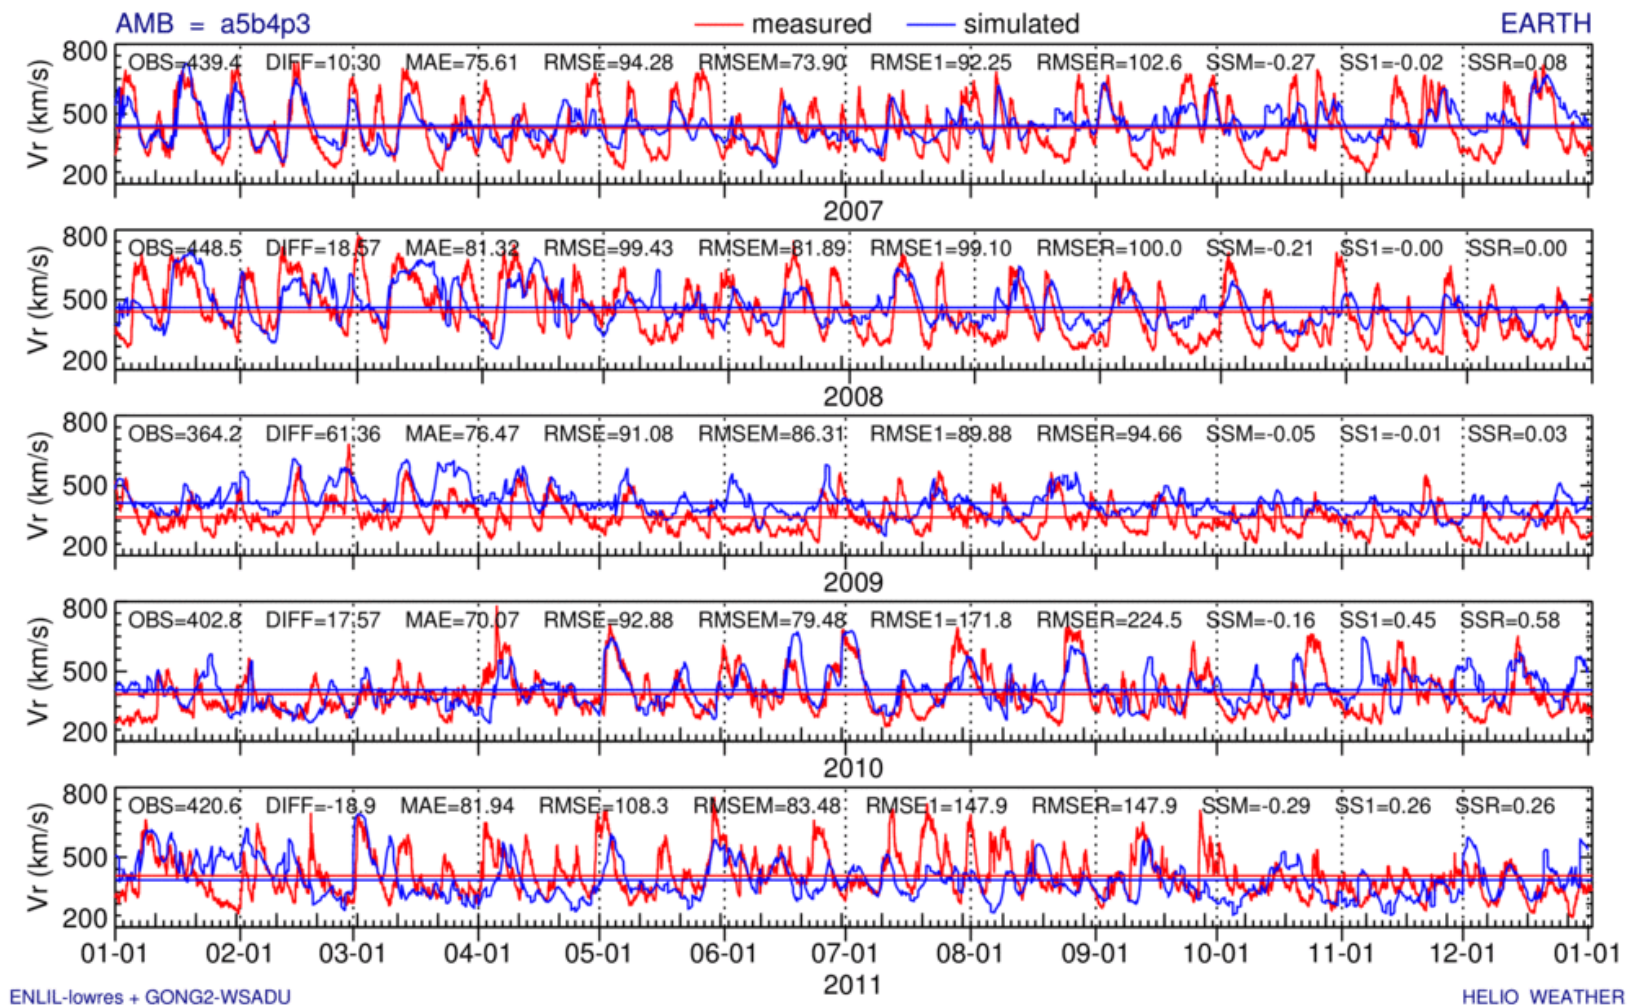 AMB = a5b4p3 measured simulated EARTH
800 OBS=439.4 DIFF=10.30 MAE=75.61 RMSE=94.28 RMSEM=73.90 RMSE1=92.25 RMSER=102.6 SSM=-0.27 SS1=-0.02 SSR=0.08
500
200
Vr (km/s)
2007
800 OBS=448.5 DIFF=18.57 MAE=81.32 RMSE=99.43 RMSEM=81.89 RMSE1=99.10 RMSER=100.0 SSM=-0.21 SS1=-0.00 SSR=0.00
500
200
Vr (km/s)
2008
800 OBS=364.2 DIFF=61.36 MAE=76.47 RMSE=91.08 RMSEM=86.31 RMSE1=89.88 RMSER=94.66 SSM=-0.05 SS1=-0.01 SSR=0.03
500
200
Vr (km/s)
2009
800 OBS=402.8 DIFF=17.57 MAE=70.07 RMSE=92.88 RMSEM=79.48 RMSE1=171.8 RMSER=224.5 SSM=-0.16 SS1=0.45 SSR=0.58
500
200
Vr (km/s)
2010
800 OBS=420.6 DIFF=-18.9 MAE=81.94 RMSE=108.3 RMSEM=83.48 RMSE1=147.9 RMSER=147.9 SSM=-0.29 SS1=0.26 SSR=0.26
500
200
Vr (km/s)
01-01 02-01 03-01 04-01 05-01 06-01 07-01 08-01 09-01 10-01 11-01 12-01 01-01
2011
ENLIL-lowres + GONG2-WSADU HELIO WEATHER